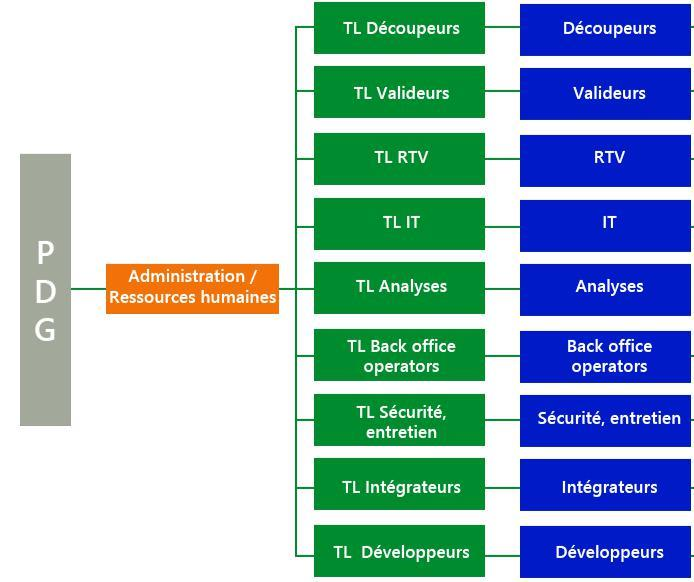 TL Découpeurs
Découpeurs
TL Valideurs
Valideurs
TL RTV
RTV
TL IT
IT
P
D
G
Administration /
Ressources humaines
TL Analyses
Analyses
TL Back office
operators
Back office
operators
TL Sécurité,
entretien
Sécurité, entretien
TL Intégrateurs
Intégrateurs
TL Développeurs
Développeurs